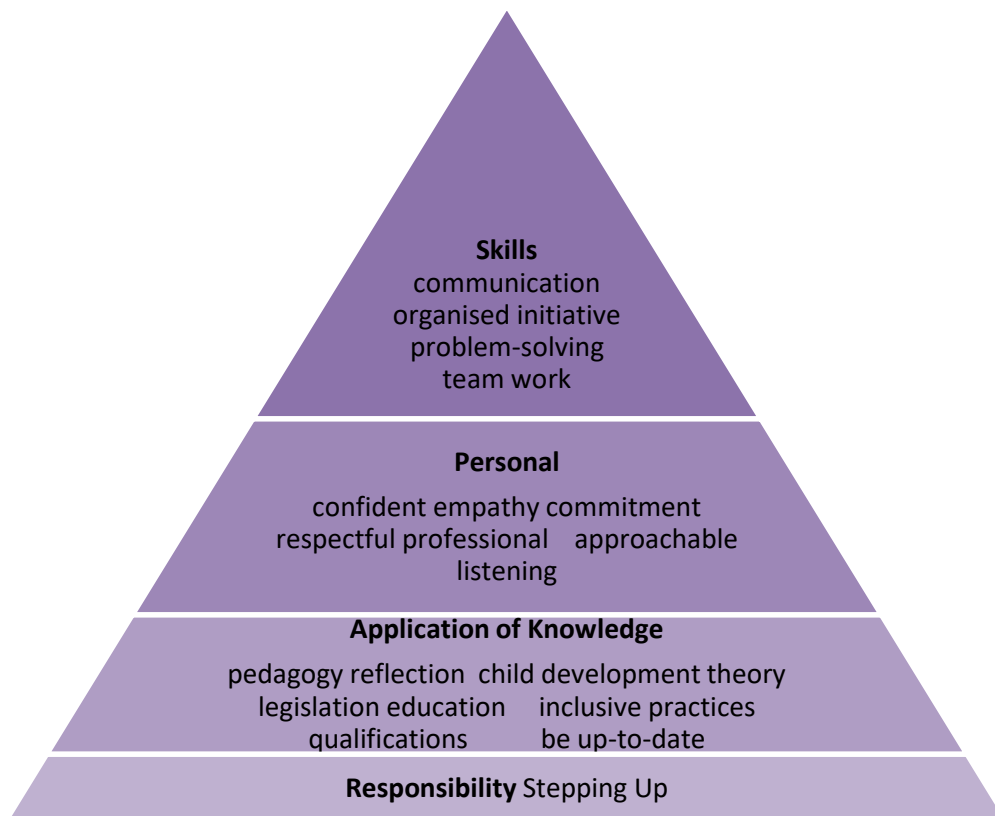 Skills
communication
organised initiative
problem-solving
team work
Personal
confident empathy commitment
respectful professional approachable
listening
Application of Knowledge
pedagogy reflection child development theory
legislation education inclusive practices
qualifications be up-to-date
Responsibility Stepping Up